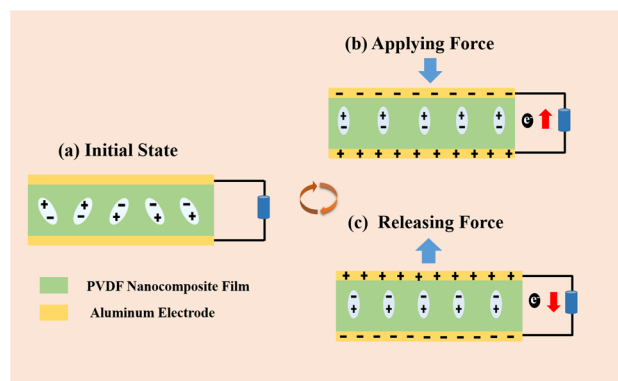 (b) Applying Force
- - - - - - - - - -
+ + + + +
- - - - -
e-
+ + + + + + + + + +
(a) Initial State
+ + + + +
- - - - -
(c) Releasing Force
+ + + + + + + + + +
- - - - -
+ + + + +
e-
- - - - - - - - - -
PVDF Nanocomposite Film
Aluminum Electrode